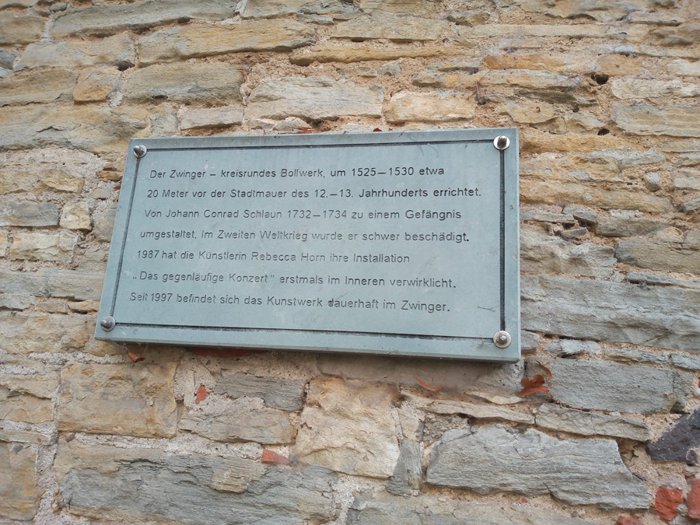 Der Zwinger – kreisrundes Bollwerk, um 1525–1530 etwa
20 Meter vor der Stadtmauer des 12.–13. Jahrhunderts errichtet.
Von Johann Conrad Schlaun 1732–1734 zu einem Gefängnis
umgestaltet. Im Zweiten Weltkrieg wurde er schwer beschädigt.
1987 hat die Künstlerin Rebecca Horn ihre Installation
„Das gegenläufige Konzert“ erstmals im Inneren verwirklicht.
Seit 1997 befindet sich das Kunstwerk dauerhaft im Zwinger.